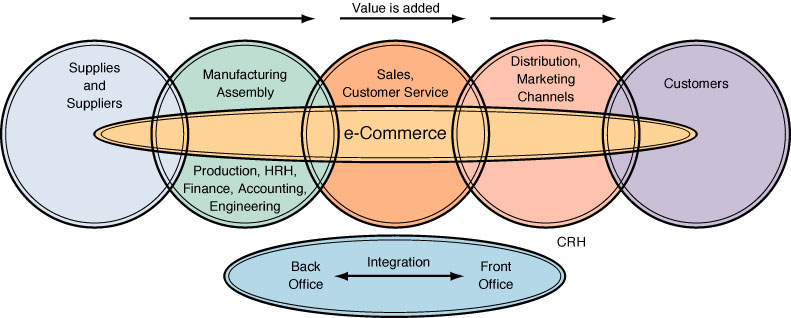 Value is added
Supplies
and
Suppliers
Manufacturing
Assembly
Sales,
Customer Service
Distribution,
Marketing
Channels
Customers
e-Commerce
Production, HRH,
Finance, Accounting,
Engineering
CRH
Back
Office
Integration
Front
Office